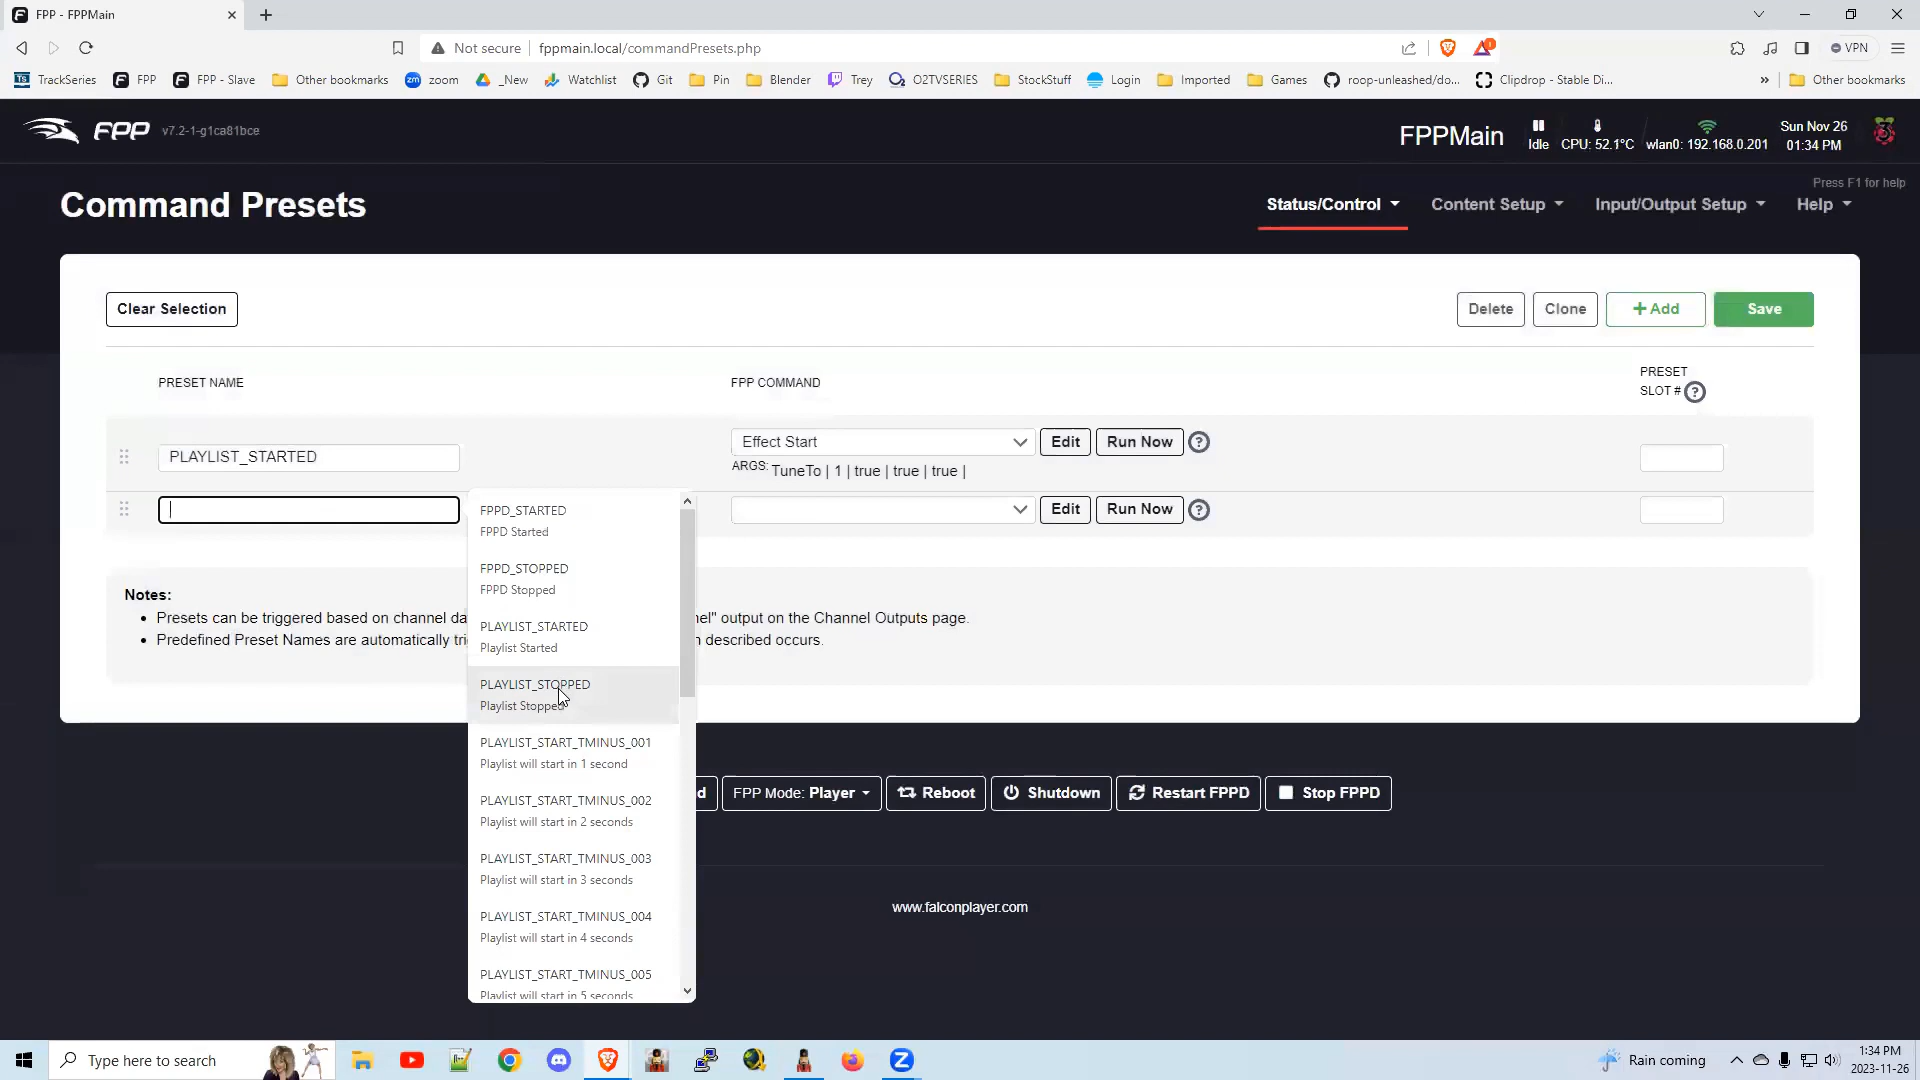 FPP - FPPMain
Not secure fppmain.local/commandPresets.php VPN
TrackSeries FPP FPP - Slave Other bookmarks zoom _New Watchlist Git Pin Blender Trey O2TVSERIES StockStuff Login Imported Games roop-unleashed/do... Clipdrop - Stable Di... » Other bookmarks
FPP v7.2-1-g1ca81bce
FPPMain Idle CPU: 52.1°C wlan0: 192.168.0.201 Sun Nov 26 01:34 PM
Press F1 for help
Command Presets
Status/Control Content Setup Input/Output Setup Help
Clear Selection Delete Clone + Add Save
PRESET NAME FPP COMMAND PRESET SLOT #
PLAYLIST_STARTED Effect Start Edit Run Now
ARGS: TuneTo | 1 | true | true | true |
Edit Run Now
FPPD_STARTED
FPPD Started
FPPD_STOPPED
FPPD Stopped
PLAYLIST_STARTED
Playlist Started
PLAYLIST_STOPPED
Playlist Stopped
PLAYLIST_START_TMINUS_001
Playlist will start in 1 second
PLAYLIST_START_TMINUS_002
Playlist will start in 2 seconds
PLAYLIST_START_TMINUS_003
Playlist will start in 3 seconds
PLAYLIST_START_TMINUS_004
Playlist will start in 4 seconds
PLAYLIST_START_TMINUS_005
Playlist will start in 5 seconds
Notes:
Presets can be triggered based on channel da nel" output on the Channel Outputs page.
Predefined Preset Names are automatically tri n described occurs.
d FPP Mode: Player Reboot Shutdown Restart FPPD Stop FPPD
www.falconplayer.com
Type here to search Rain coming 1:34 PM
2023-11-26